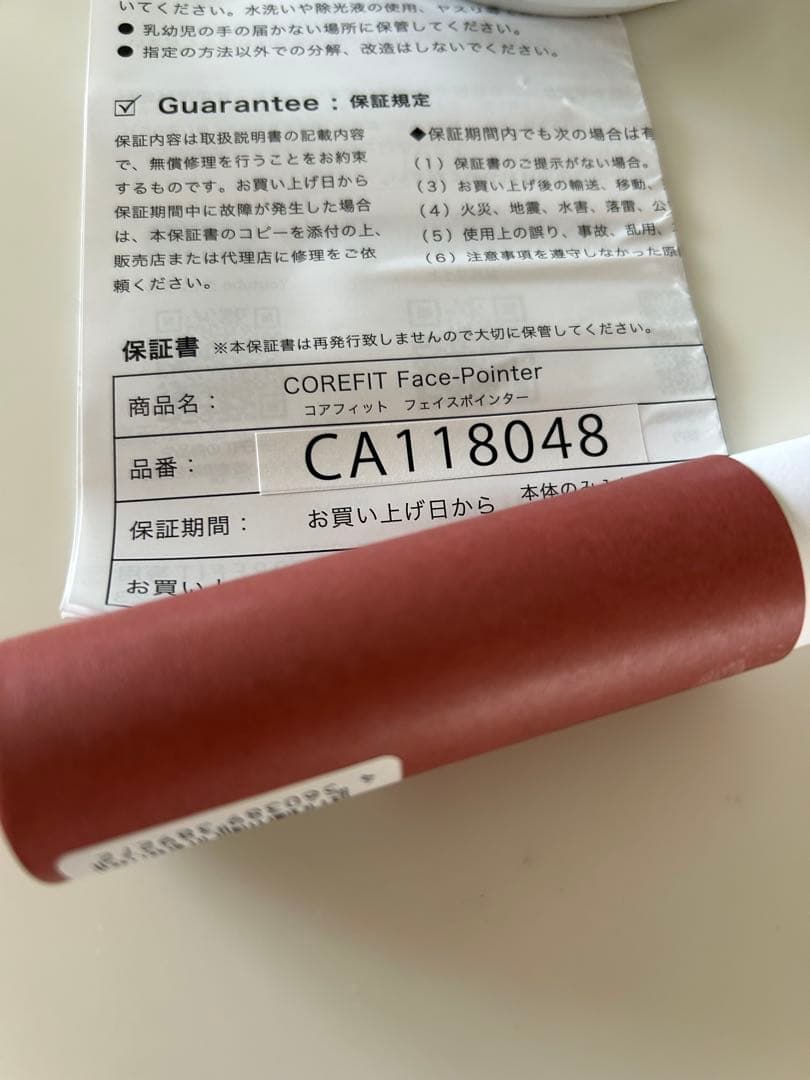 いてください。水洗いや除光液の使用、
● 乳幼児の手の届かない場所に保管してください。
● 指定の方法以外での分解、改造はしないでください。
☑ Guarantee : 保証規定
保証内容は取扱説明書の記載内容
で、無償修理を行うことをお約束
するものです。お買い上げ日から
保証期間中に故障が発生した場合
は、本保証書のコピーを添付の上、
販売店または代理店に修理をご依
頼ください。
◆保証期間内でも次の場合は有
(1) 保証書のご提示がない場合。
(3) お買い上げ後の輸送、移動、
(4) 火災、地震、水害、落雷、公
(5) 使用上の誤り、事故、乱用、
(6) 注意事項を遵守しなかった原
保証書 ※本保証書は再発行致しませんので大切に保管してください。
商品名： COREFIT Face-Pointer
コアフィット フェイスポインター
品番： CA118048
保証期間： お買い上げ日から 本体のみ
お買い上